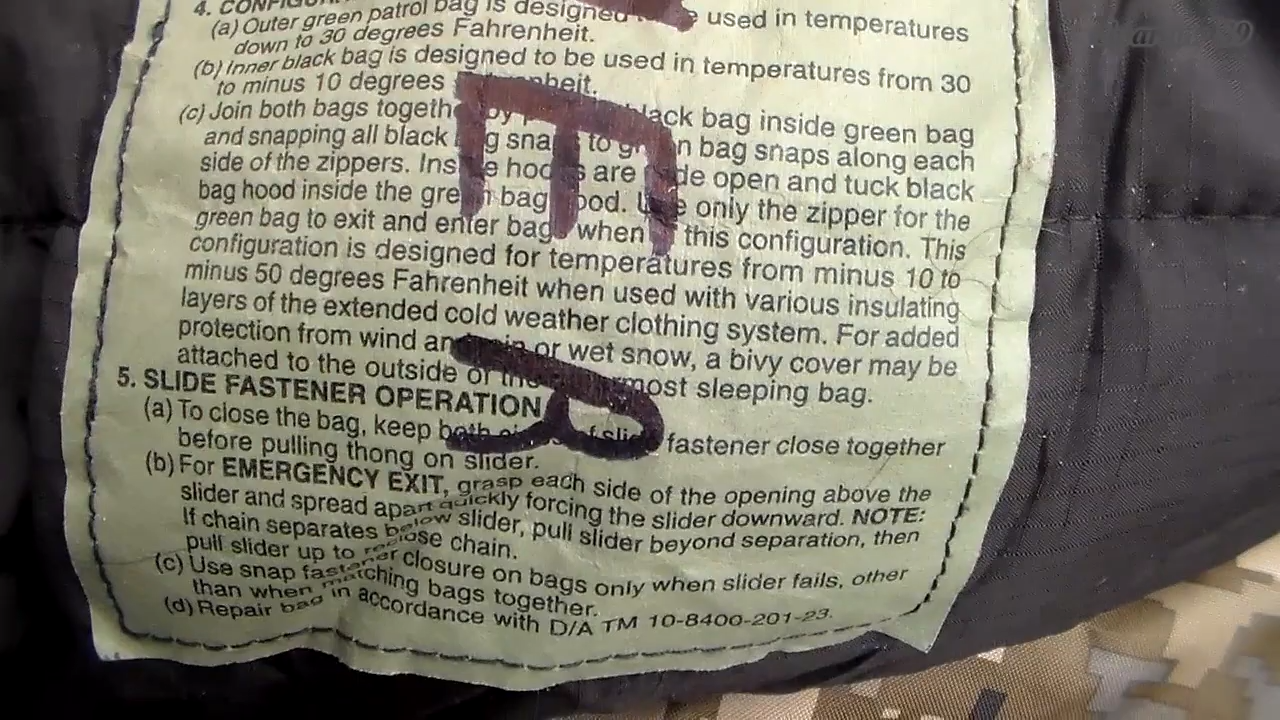 4.
(a) Outer green patrol bag is designed used in temperatures
down to 30 degrees Fahrenheit.
(b) Inner black bag is designed to be used in temperatures from 30
to minus 10 degrees
(c) Join both bags black bag inside green bag
and snapping all black to bag snaps along each
side of the zippers. are open and tuck black
bag hood inside the bag only the zipper for the
green bag to exit and enter bag when this configuration. This
configuration is designed for temperatures from minus 10 to
minus 50 degrees Fahrenheit when used with various insulating
layers of the extended cold weather clothing system. For added
protection from wind or wet snow, a bivy cover may be
attached to the outside of the sleeping bag.
5. SLIDE FASTENER OPERATION
(a) To close the bag, keep both fastener close together
before pulling thong on slider.
(b) For EMERGENCY EXIT, grasp each side of the opening above the
slider and spread apart quickly forcing the slider downward. NOTE:
If chain separates below slider, pull slider beyond separation, then
pull slider up to reclose chain.
(c) Use snap fastener closure on bags only when slider fails, other
than when matching bags together.
(d) Repair bag in accordance with D/A TM 10-8400-201-23.
E
R